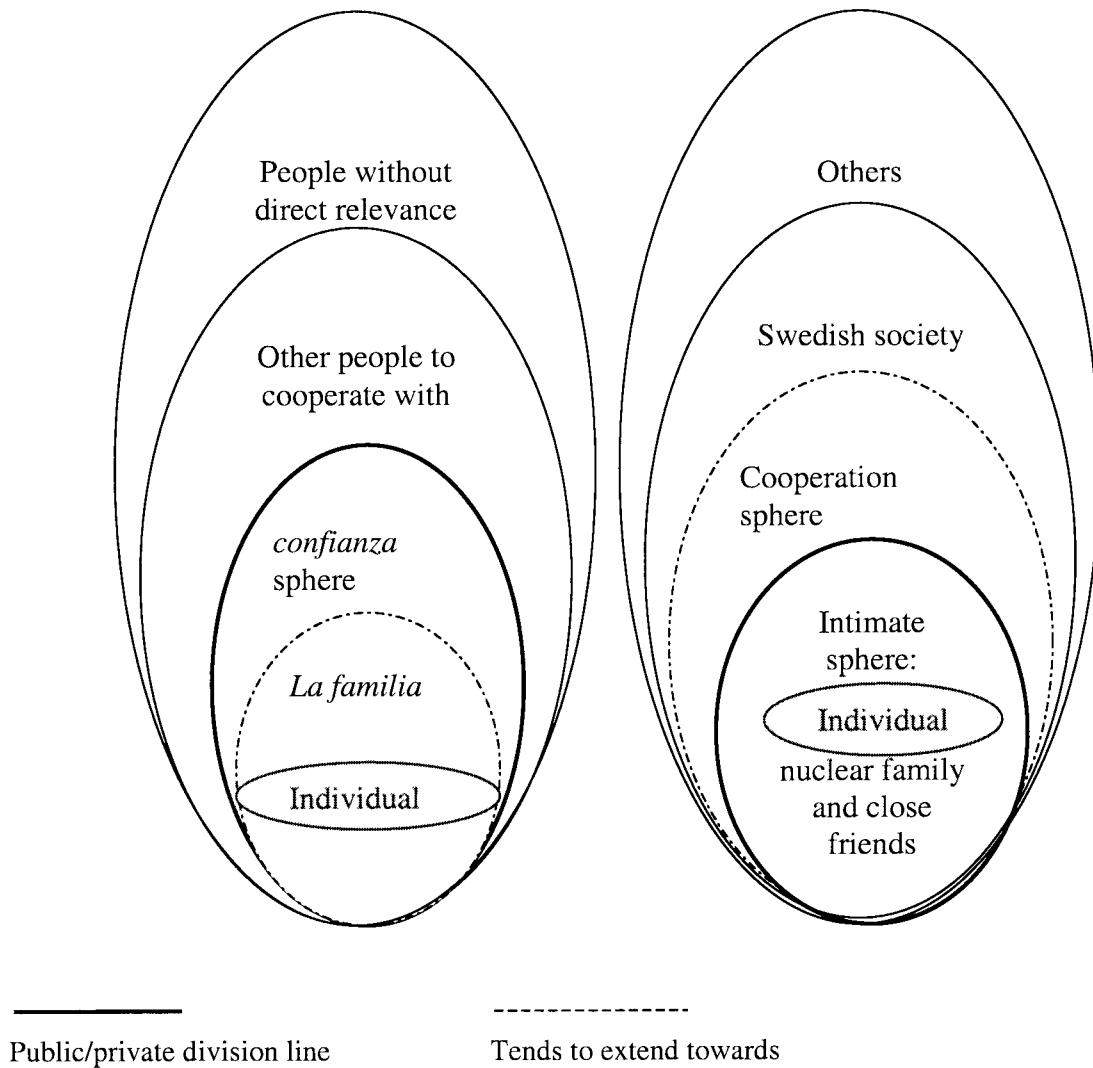 People without
direct relevance
Other people to
cooperate with
confianza
sphere
La familia
Individual
Others
Swedish society
Cooperation
sphere
Intimate
sphere:
Individual
nuclear family
and close
friends
Public/private division line
Tends to extend towards